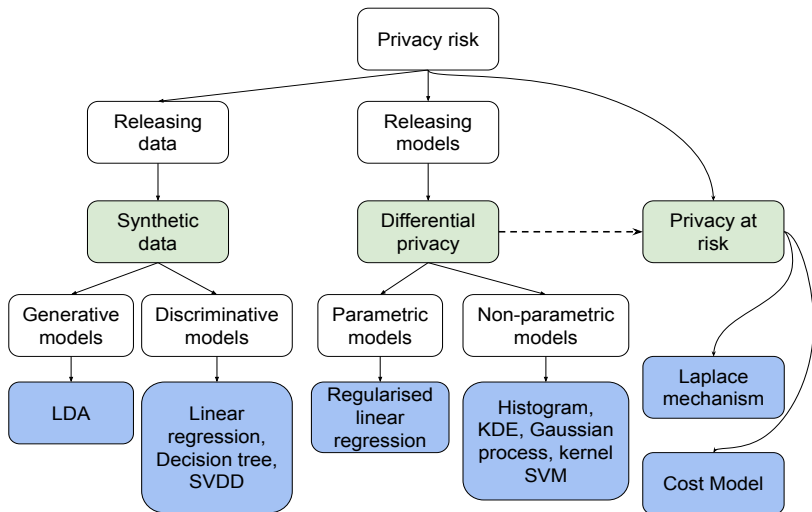 Privacy risk
Releasing
data
Releasing
models
Synthetic
data
Differential
privacy
Privacy at
risk
Generative
models
Discriminative
models
Parametric
models
Non-parametric
models
LDA
Linear
regression,
Decision tree,
SVDD
Regularised
linear
regression
Histogram,
KDE, Gaussian
process, kernel
SVM
Laplace
mechanism
Cost Model